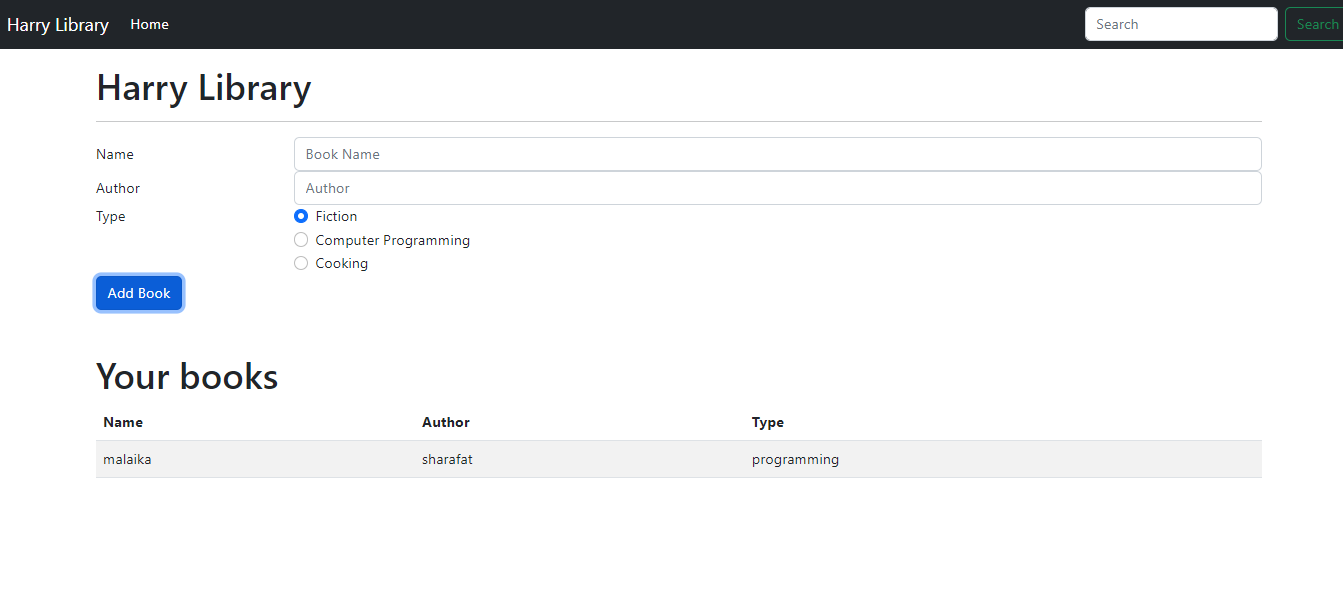 Harry Library Home Search Search
Harry Library
Name Book Name
Author Author
Type Fiction
Computer Programming
Cooking
Add Book
Your books
Name Author Type
malaika sharafat programming